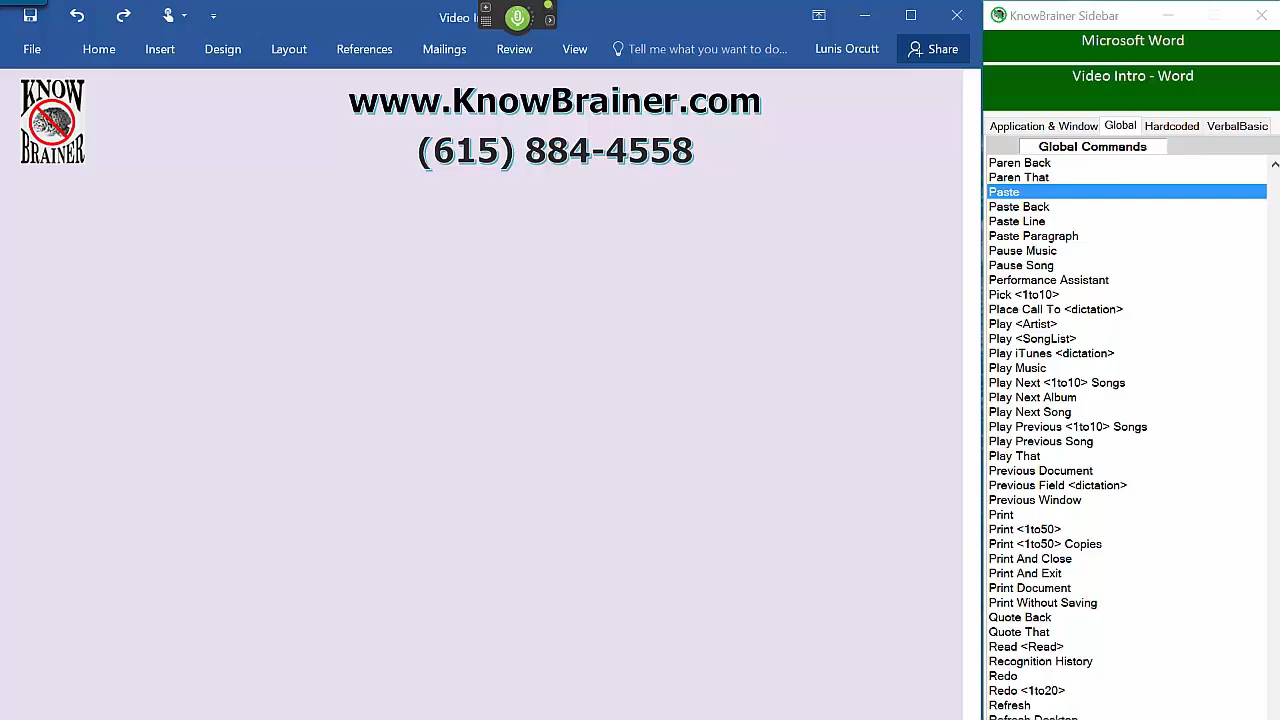 Video I
File
Home
Insert
Design
Layout
References
Mailings
Review
View
Tell me what you want to do...
Lunis Orcutt
Share
KNOW
BRAINER
www.KnowBrainer.com
(615) 884-4558
KnowBrainer Sidebar
Microsoft Word
Video Intro - Word
Application & Window
Global
Hardcoded
VerbalBasic
Global Commands
Paren Back
Paren That
Paste
Paste Back
Paste Line
Paste Paragraph
Pause Music
Pause Song
Performance Assistant
Pick <1to10>
Place Call To <dictation>
Play <Artist>
Play <SongList>
Play iTunes <dictation>
Play Music
Play Next <1to10> Songs
Play Next Album
Play Next Song
Play Previous <1to10> Songs
Play Previous Song
Play That
Previous Document
Previous Field <dictation>
Previous Window
Print
Print <1to50>
Print <1to50> Copies
Print And Close
Print And Exit
Print Document
Print Without Saving
Quote Back
Quote That
Read <Read>
Recognition History
Redo
Redo <1to20>
Refresh
Refresh Desktop